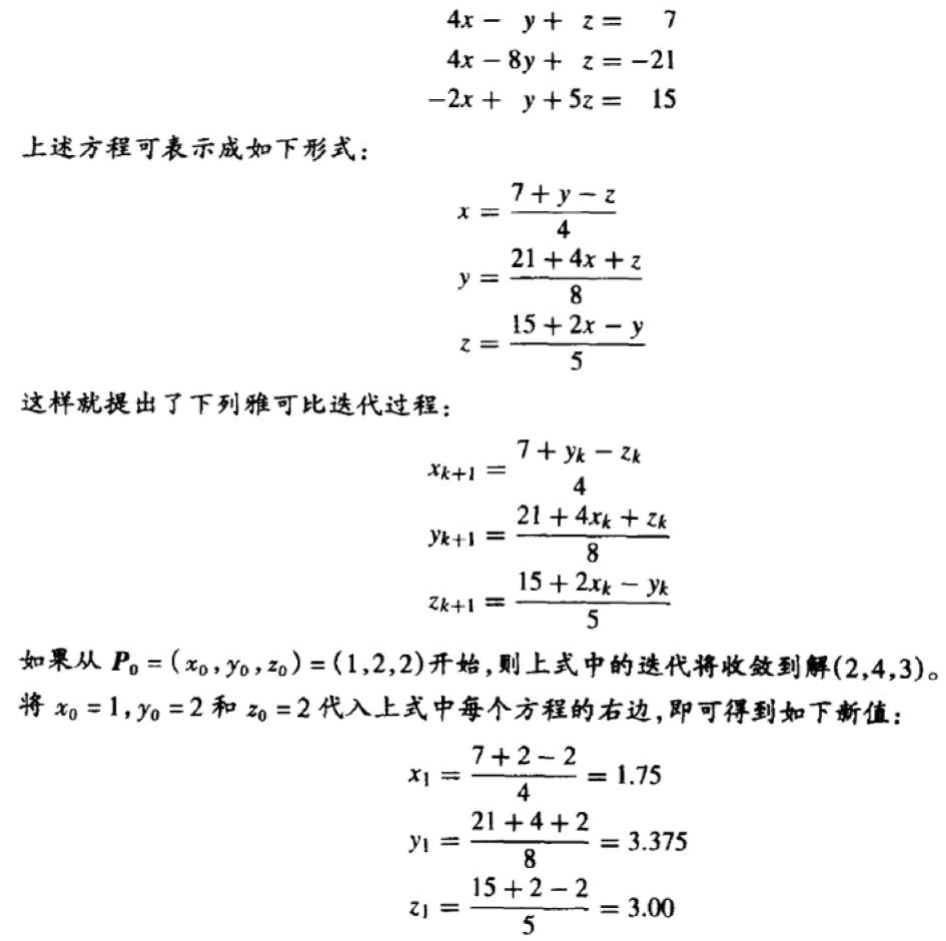 4x − y + z = 7
4x − 8y + z = −21
−2x + y + 5z = 15
上述方程可表示成如下形式：
x = \frac{7 + y − z}{4}
y = \frac{21 + 4x + z}{8}
z = \frac{15 + 2x − y}{5}
这样就提出了下列雅可比迭代过程：
x_{k+1} = \frac{7 + y_k − z_k}{4}
y_{k+1} = \frac{21 + 4x_k + z_k}{8}
z_{k+1} = \frac{15 + 2x_k − y_k}{5}
如果从 P_0 = (x_0, y_0, z_0) = (1,2,2)开始,则上式中的迭代将收敛到解(2,4,3)。
将 x_0 = 1, y_0 = 2 和 z_0 = 2 代入上式中每个方程的右边,即可得到如下新值：
x_1 = \frac{7 + 2 − 2}{4} = 1.75
y_1 = \frac{21 + 4 + 2}{8} = 3.375
z_1 = \frac{15 + 2 − 2}{5} = 3.00